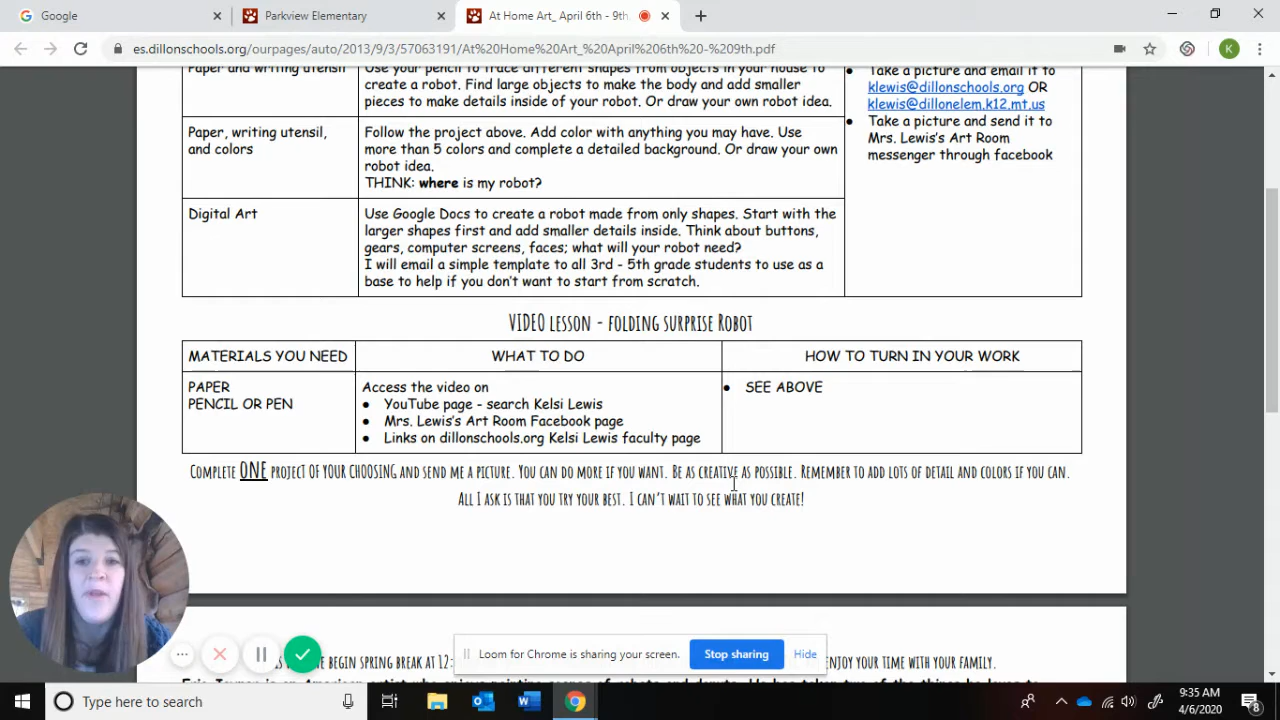 Google
Parkview Elementary
At Home Art_ April 6th - 9th
es.dillonschools.org/ourpages/auto/2013/9/3/57063191/At%20Home%20Art_%20April%206th%20-%209th.pdf
K
Paper and writing utensil
Use your pencil to trace different shapes from objects in your house to
create a robot. Find large objects to make the body and add smaller
pieces to make details inside of your robot. Or draw your own robot idea.
Take a picture and email it to
klewis@dillonschools.org OR
klewis@dillonelem.k12.mt.us
Take a picture and send it to
Mrs. Lewis's Art Room
messenger through facebook
Paper, writing utensil,
and colors
Follow the project above. Add color with anything you may have. Use
more than 5 colors and complete a detailed background. Or draw your own
robot idea.
THINK: where is my robot?
Digital Art
Use Google Docs to create a robot made from only shapes. Start with the
larger shapes first and add smaller details inside. Think about buttons,
gears, computer screens, faces; what will your robot need?
I will email a simple template to all 3rd - 5th grade students to use as a
base to help if you don't want to start from scratch.
VIDEO LESSON - FOLDING SURPRISE ROBOT
MATERIALS YOU NEED
WHAT TO DO
HOW TO TURN IN YOUR WORK
PAPER
PENCIL OR PEN
Access the video on
YouTube page - search Kelsi Lewis
Mrs. Lewis's Art Room Facebook page
Links on dillonschools.org Kelsi Lewis faculty page
SEE ABOVE
COMPLETE ONE PROJECT OF YOUR CHOOSING AND SEND ME A PICTURE. YOU CAN DO MORE IF YOU WANT. BE AS CREATIVE AS POSSIBLE. REMEMBER TO ADD LOTS OF DETAIL AND COLORS IF YOU CAN.
ALL I ASK IS THAT YOU TRY YOUR BEST. I CAN'T WAIT TO SEE WHAT YOU CREATE!
Loom for Chrome is sharing your screen.
Stop sharing
Hide
BEGIN SPRING BREAK AT 12:
ENJOY YOUR TIME WITH YOUR FAMILY.
Type here to search
9:35 AM
4/6/2020
8